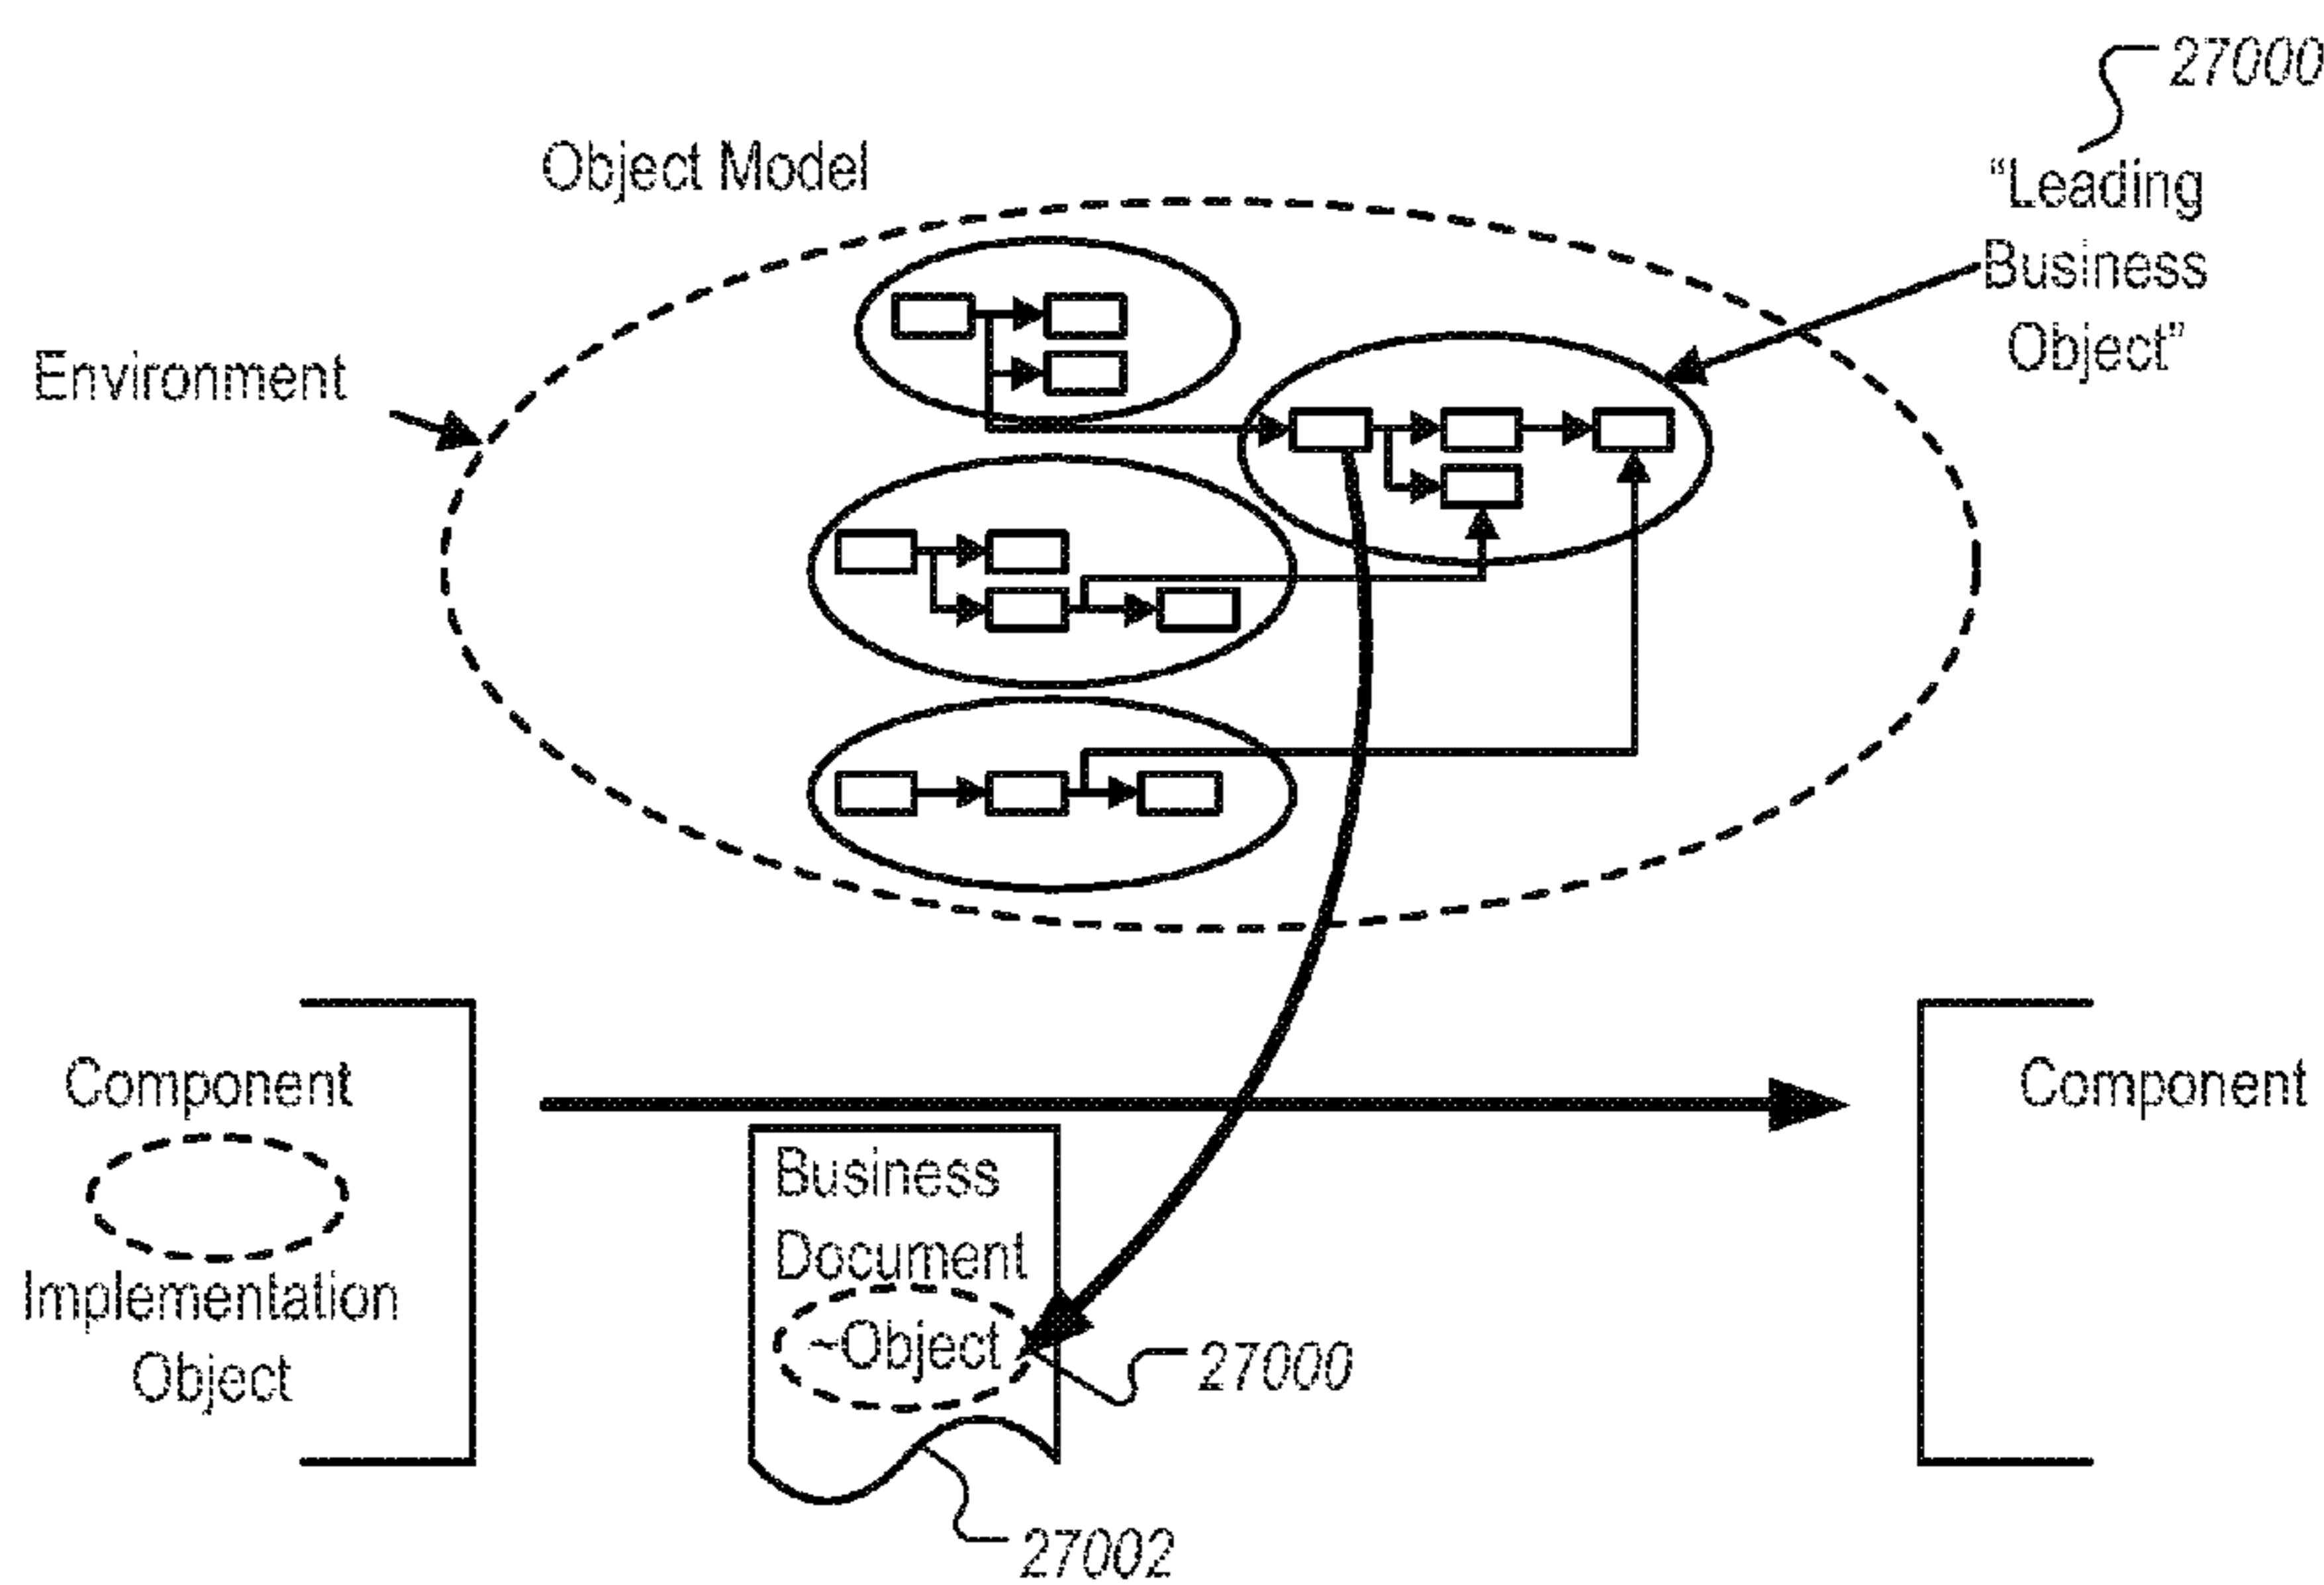 27000
Object Model
“Leading
Business
Object”
Environment
Component
Implementation
Object
Component
Business
Document
~Object
27000
27002